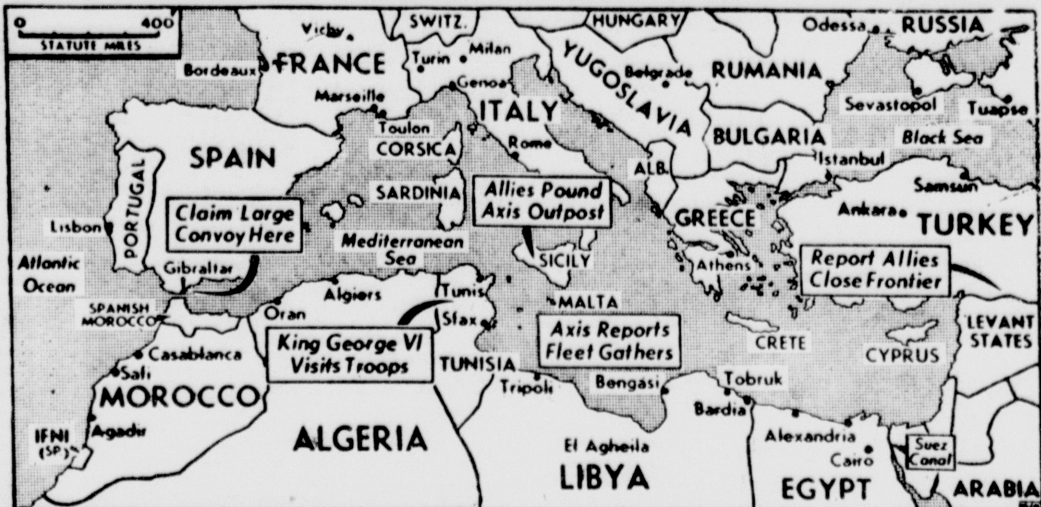 0 400
STATUTE MILES
Vichy
SWITZ.
HUNGARY
Odessa
RUSSIA
Bordeaux
FRANCE
Turin
Milan
Genoa
YUGOSLAVIA
Belgrade
RUMANIA
Sevastopol
Tuapse
Marseille
Toulon
CORSICA
ITALY
Rome
BULGARIA
Black Sea
SPAIN
PORTUGAL
Lisbon
SARDINIA
ALB.
Istanbul
Samsun
Claim Large
Convoy Here
Allies Pound
Axis Outpost
GREECE
Ankara
TURKEY
Mediterranean
Sea
Athens
Report Allies
Close Frontier
Atlantic
Ocean
Gibraltar
SICILY
SPANISH
MOROCCO
Oran
Algiers
Tunis
Sfax
MALTA
CRETE
CYPRUS
LEVANT
STATES
King George VI
Visits Troops
Axis Reports
Fleet Gathers
Casablanca
Safi
MOROCCO
TUNISIA
Tripoli
Bengasi
Tobruk
Bardia
Agadir
IFNI
(SP.)
ALGERIA
El Agheila
LIBYA
Alexandria
Cairo
EGYPT
Suez
Canal
ARABIA